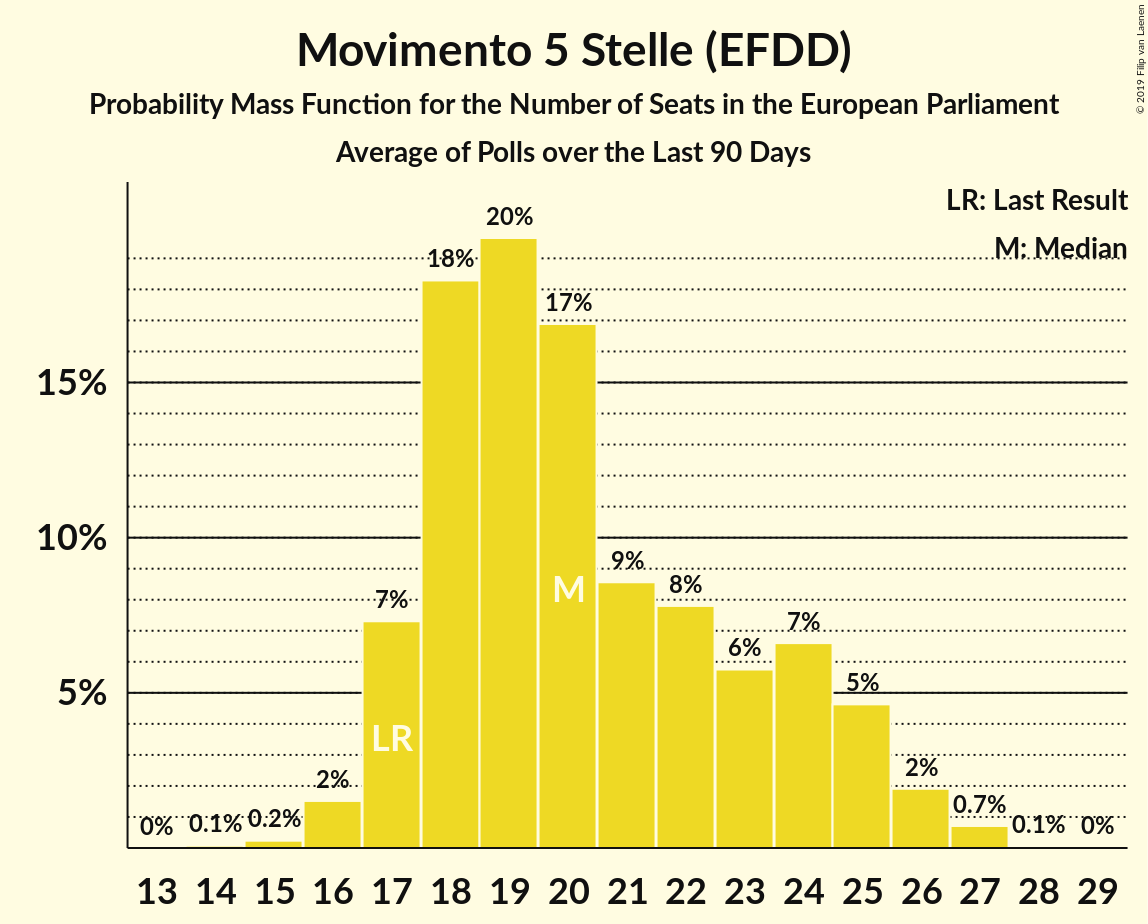 Movimento 5 Stelle (EFDD)
Probability Mass Function for the Number of Seats in the European Parliament
Average of Polls over the Last 90 Days
© 2019 Filip van Laenen
LR: Last Result
M: Median
15%
10%
5%
0% 0.1% 0.2% 2% 7% 18% 20% 17% 9% 8% 6% 7% 5% 2% 0.7% 0.1% 0%
LR M
13 14 15 16 17 18 19 20 21 22 23 24 25 26 27 28 29